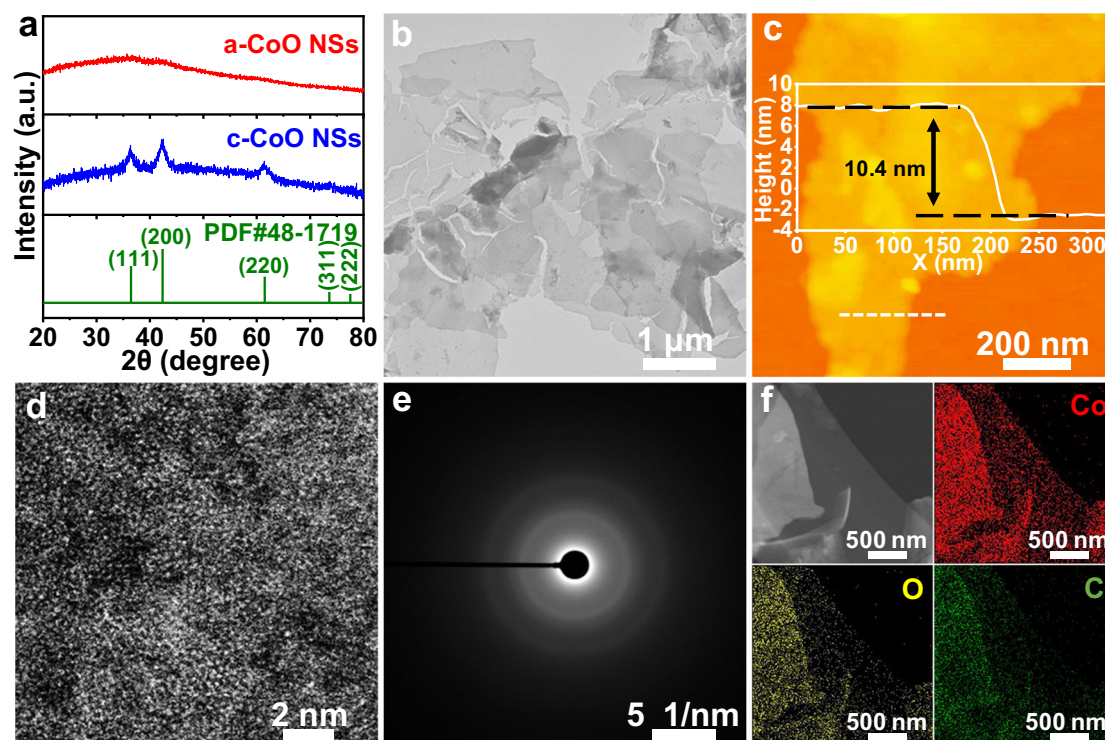 a
a-CoO NSs
c-CoO NSs
PDF#48-1719
(111)
(200)
(220)
(311)
(222)
Intensity (a.u.)
20 30 40 50 60 70 80
2θ (degree)
b
1 μm
c
10
8
6
4
2
0
-2
-4
Height (nm)
10.4 nm
0 50 100 150 200 250 300
X (nm)
200 nm
d
2 nm
e
5 1/nm
f
500 nm
Co
500 nm
O
500 nm
C
500 nm